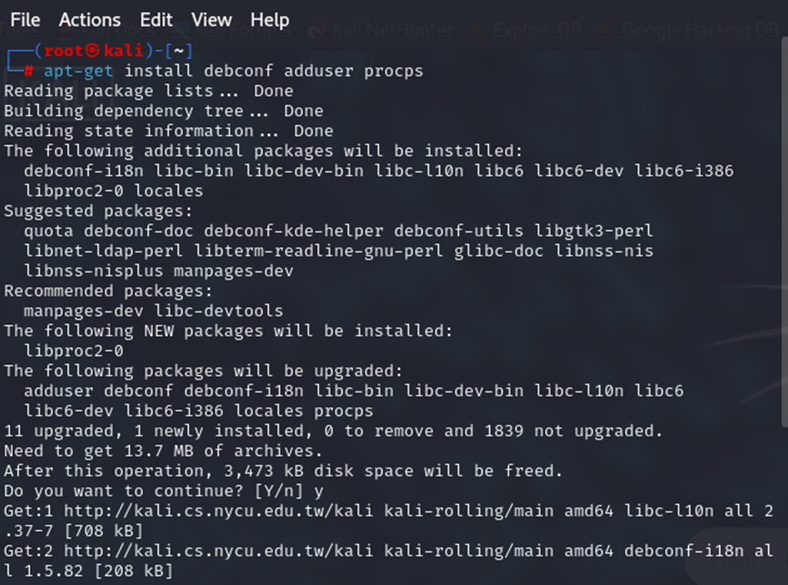 File Actions Edit View Help
Kali Forums Kali NetHunter Exploit-DB Google Hacking DB
┌──(root㉿kali)-[~]
└─# apt-get install debconf adduser procps
Reading package lists... Done
Building dependency tree... Done
Reading state information... Done
The following additional packages will be installed:
  debconf-i18n libc-bin libc-dev-bin libc-l10n libc6 libc6-dev libc6-i386
  libproc2-0 locales
Suggested packages:
  quota debconf-doc debconf-kde-helper debconf-utils libgtk3-perl
  libnet-ldap-perl libterm-readline-gnu-perl glibc-doc libnss-nis
  libnss-nisplus manpages-dev
Recommended packages:
  manpages-dev libc-devtools
The following NEW packages will be installed:
  libproc2-0
The following packages will be upgraded:
  adduser debconf debconf-i18n libc-bin libc-dev-bin libc-l10n libc6
  libc6-dev libc6-i386 locales procps
11 upgraded, 1 newly installed, 0 to remove and 1839 not upgraded.
Need to get 13.7 MB of archives.
After this operation, 3,473 kB disk space will be freed.
Do you want to continue? [Y/n] y
Get:1 http://kali.cs.nycu.edu.tw/kali kali-rolling/main amd64 libc-l10n all 2
.37-7 [708 kB]
Get:2 http://kali.cs.nycu.edu.tw/kali kali-rolling/main amd64 debconf-i18n al
l 1.5.82 [208 kB]